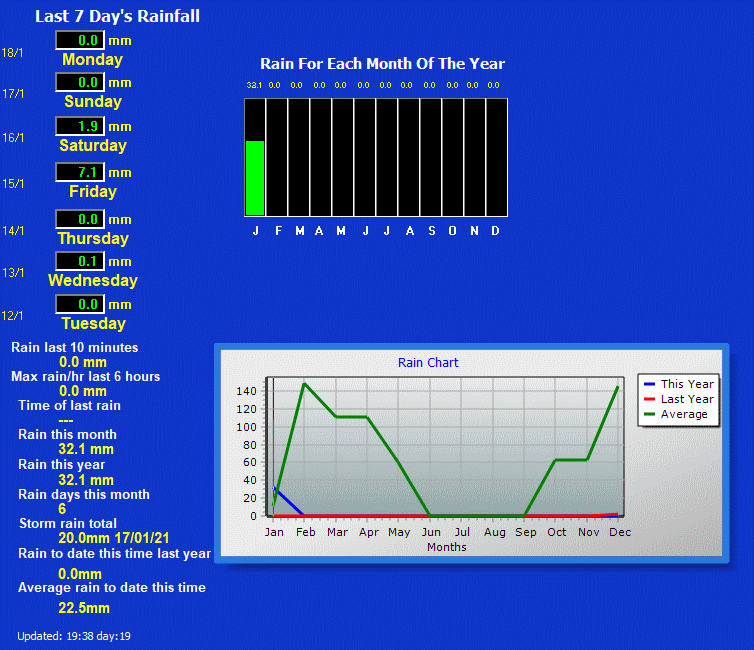 Last 7 Day's Rainfall
0.0 mm
18/1
Monday
0.0 mm
17/1
Sunday
1.9 mm
16/1
Saturday
7.1 mm
15/1
Friday
0.0 mm
14/1
Thursday
0.1 mm
13/1
Wednesday
0.0 mm
12/1
Tuesday
Rain For Each Month Of The Year
32.1 0.0 0.0 0.0 0.0 0.0 0.0 0.0 0.0 0.0 0.0 0.0
J F M A M J J A S O N D
Rain last 10 minutes
0.0 mm
Max rain/hr last 6 hours
0.0 mm
Time of last rain
---
Rain this month
32.1 mm
Rain this year
32.1 mm
Rain days this month
6
Storm rain total
20.0mm 17/01/21
Rain to date this time last year
0.0mm
Average rain to date this time
22.5mm
Updated: 19:38 day:19
Rain Chart
140
120
100
80
60
40
20
0
Jan Feb Mar Apr May Jun Jul Aug Sep Oct Nov Dec
Months
This Year
Last Year
Average